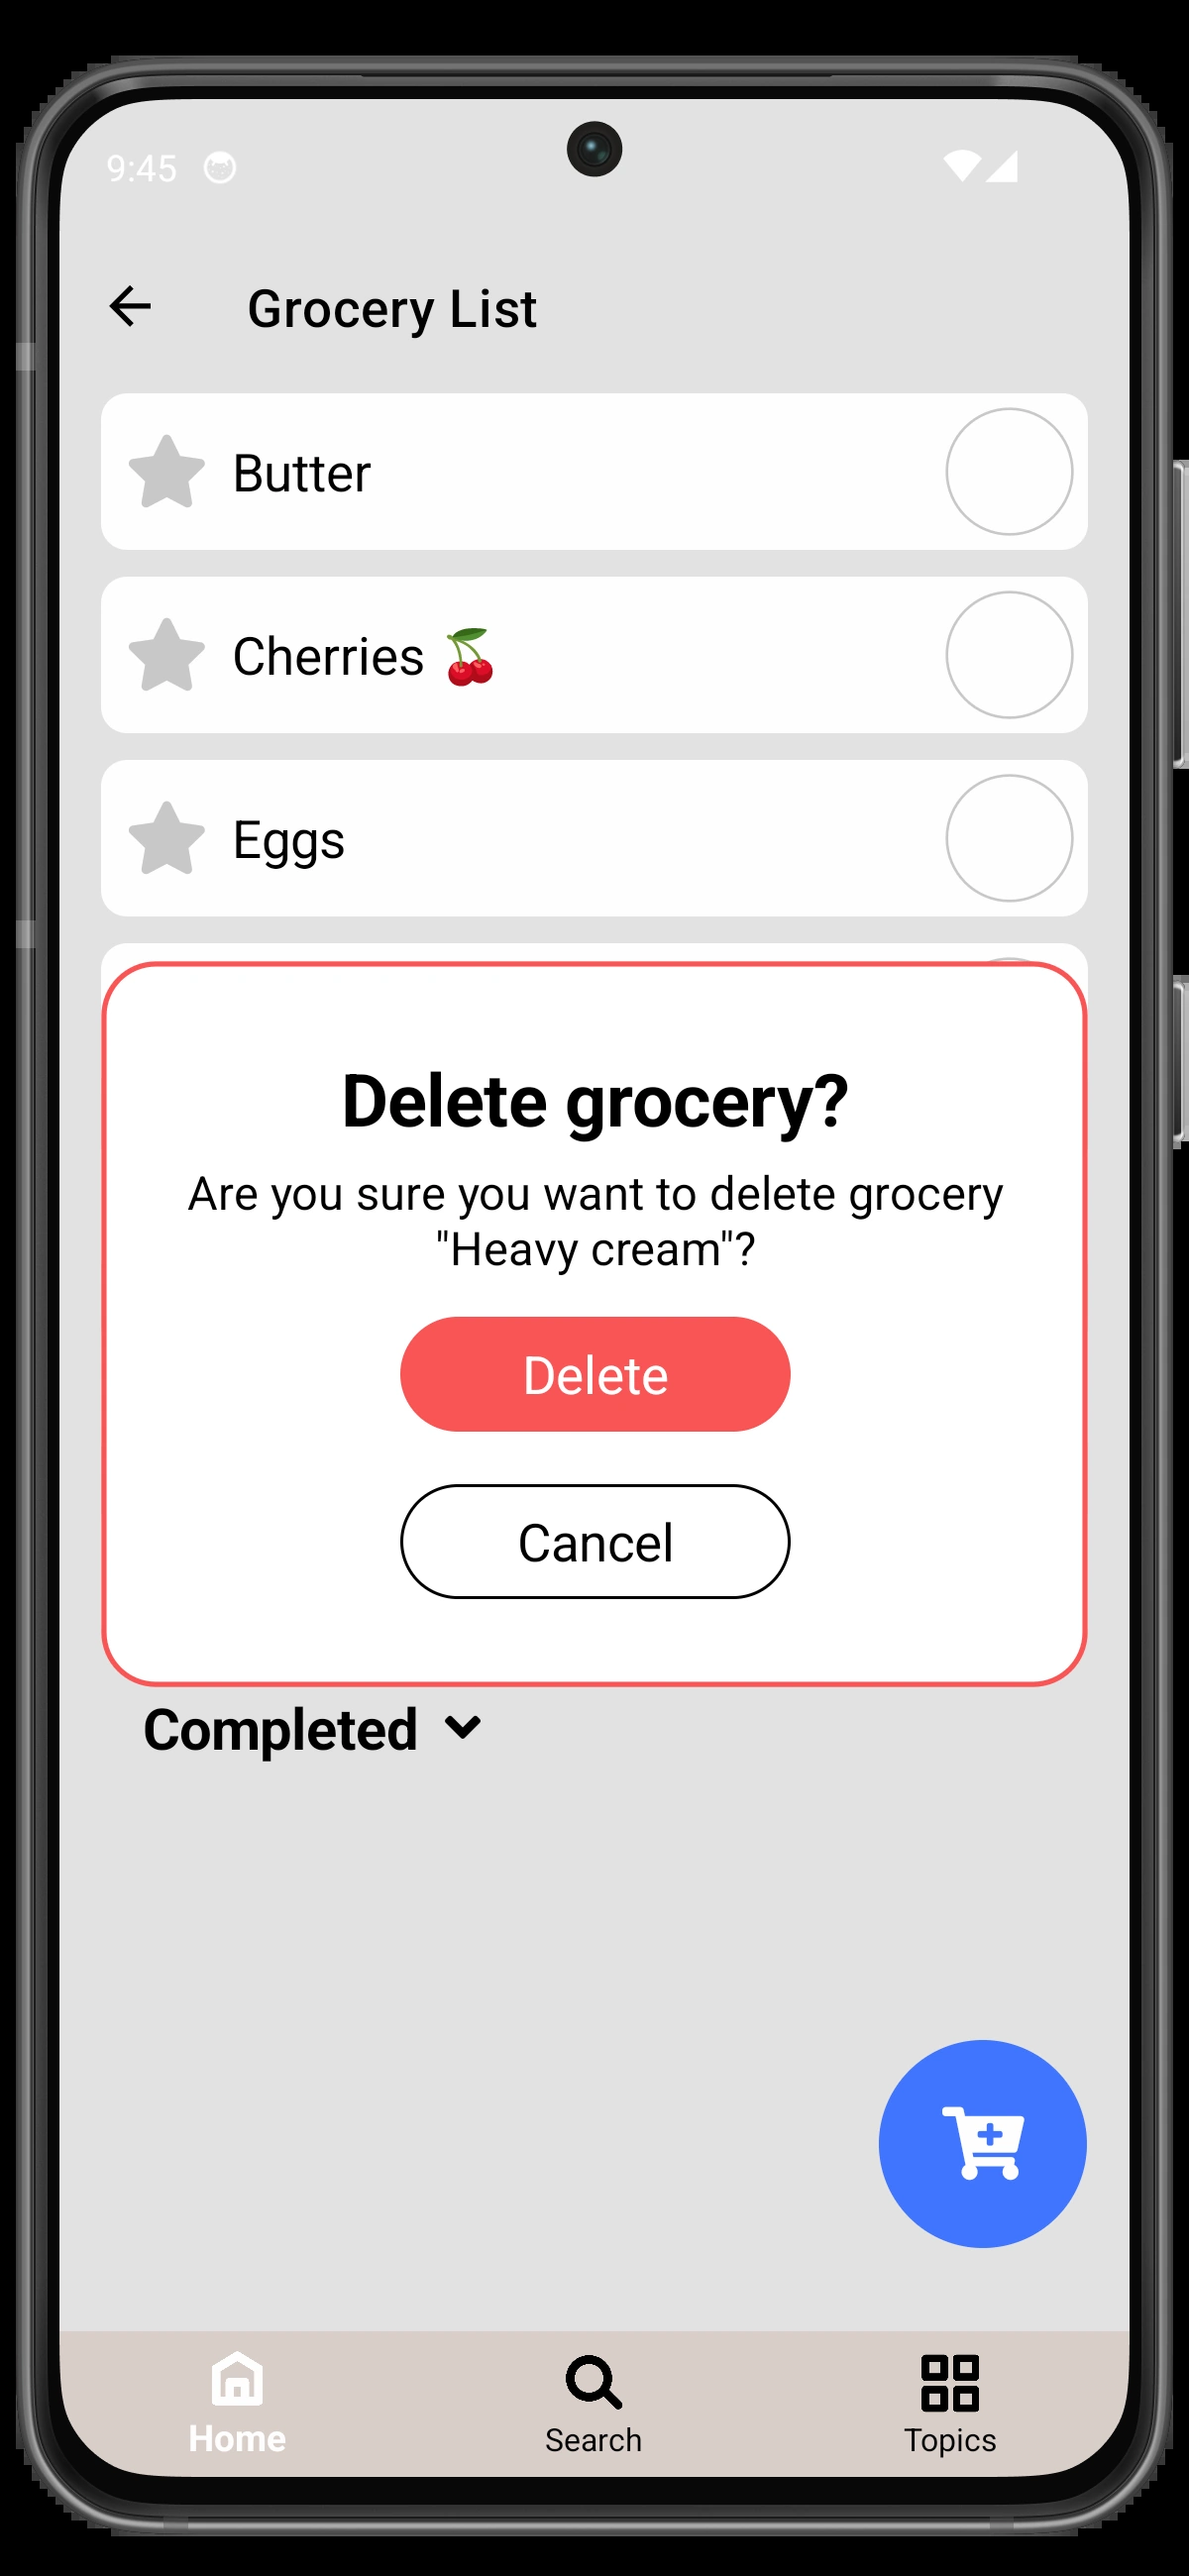 9:45
Grocery List
Butter
Cherries 🍒
Eggs
Delete grocery?
Are you sure you want to delete grocery
"Heavy cream"?
Delete
Cancel
Completed
Home
Search
Topics